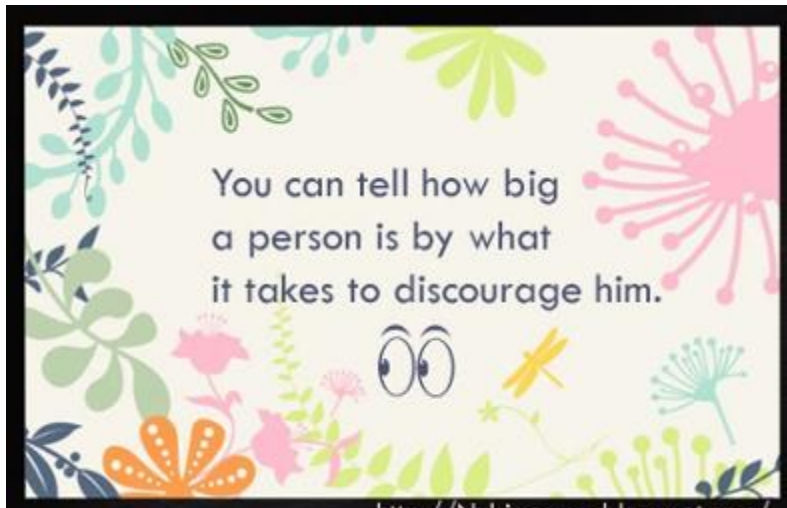 You can tell how big
a person is by what
it takes to discourage him.